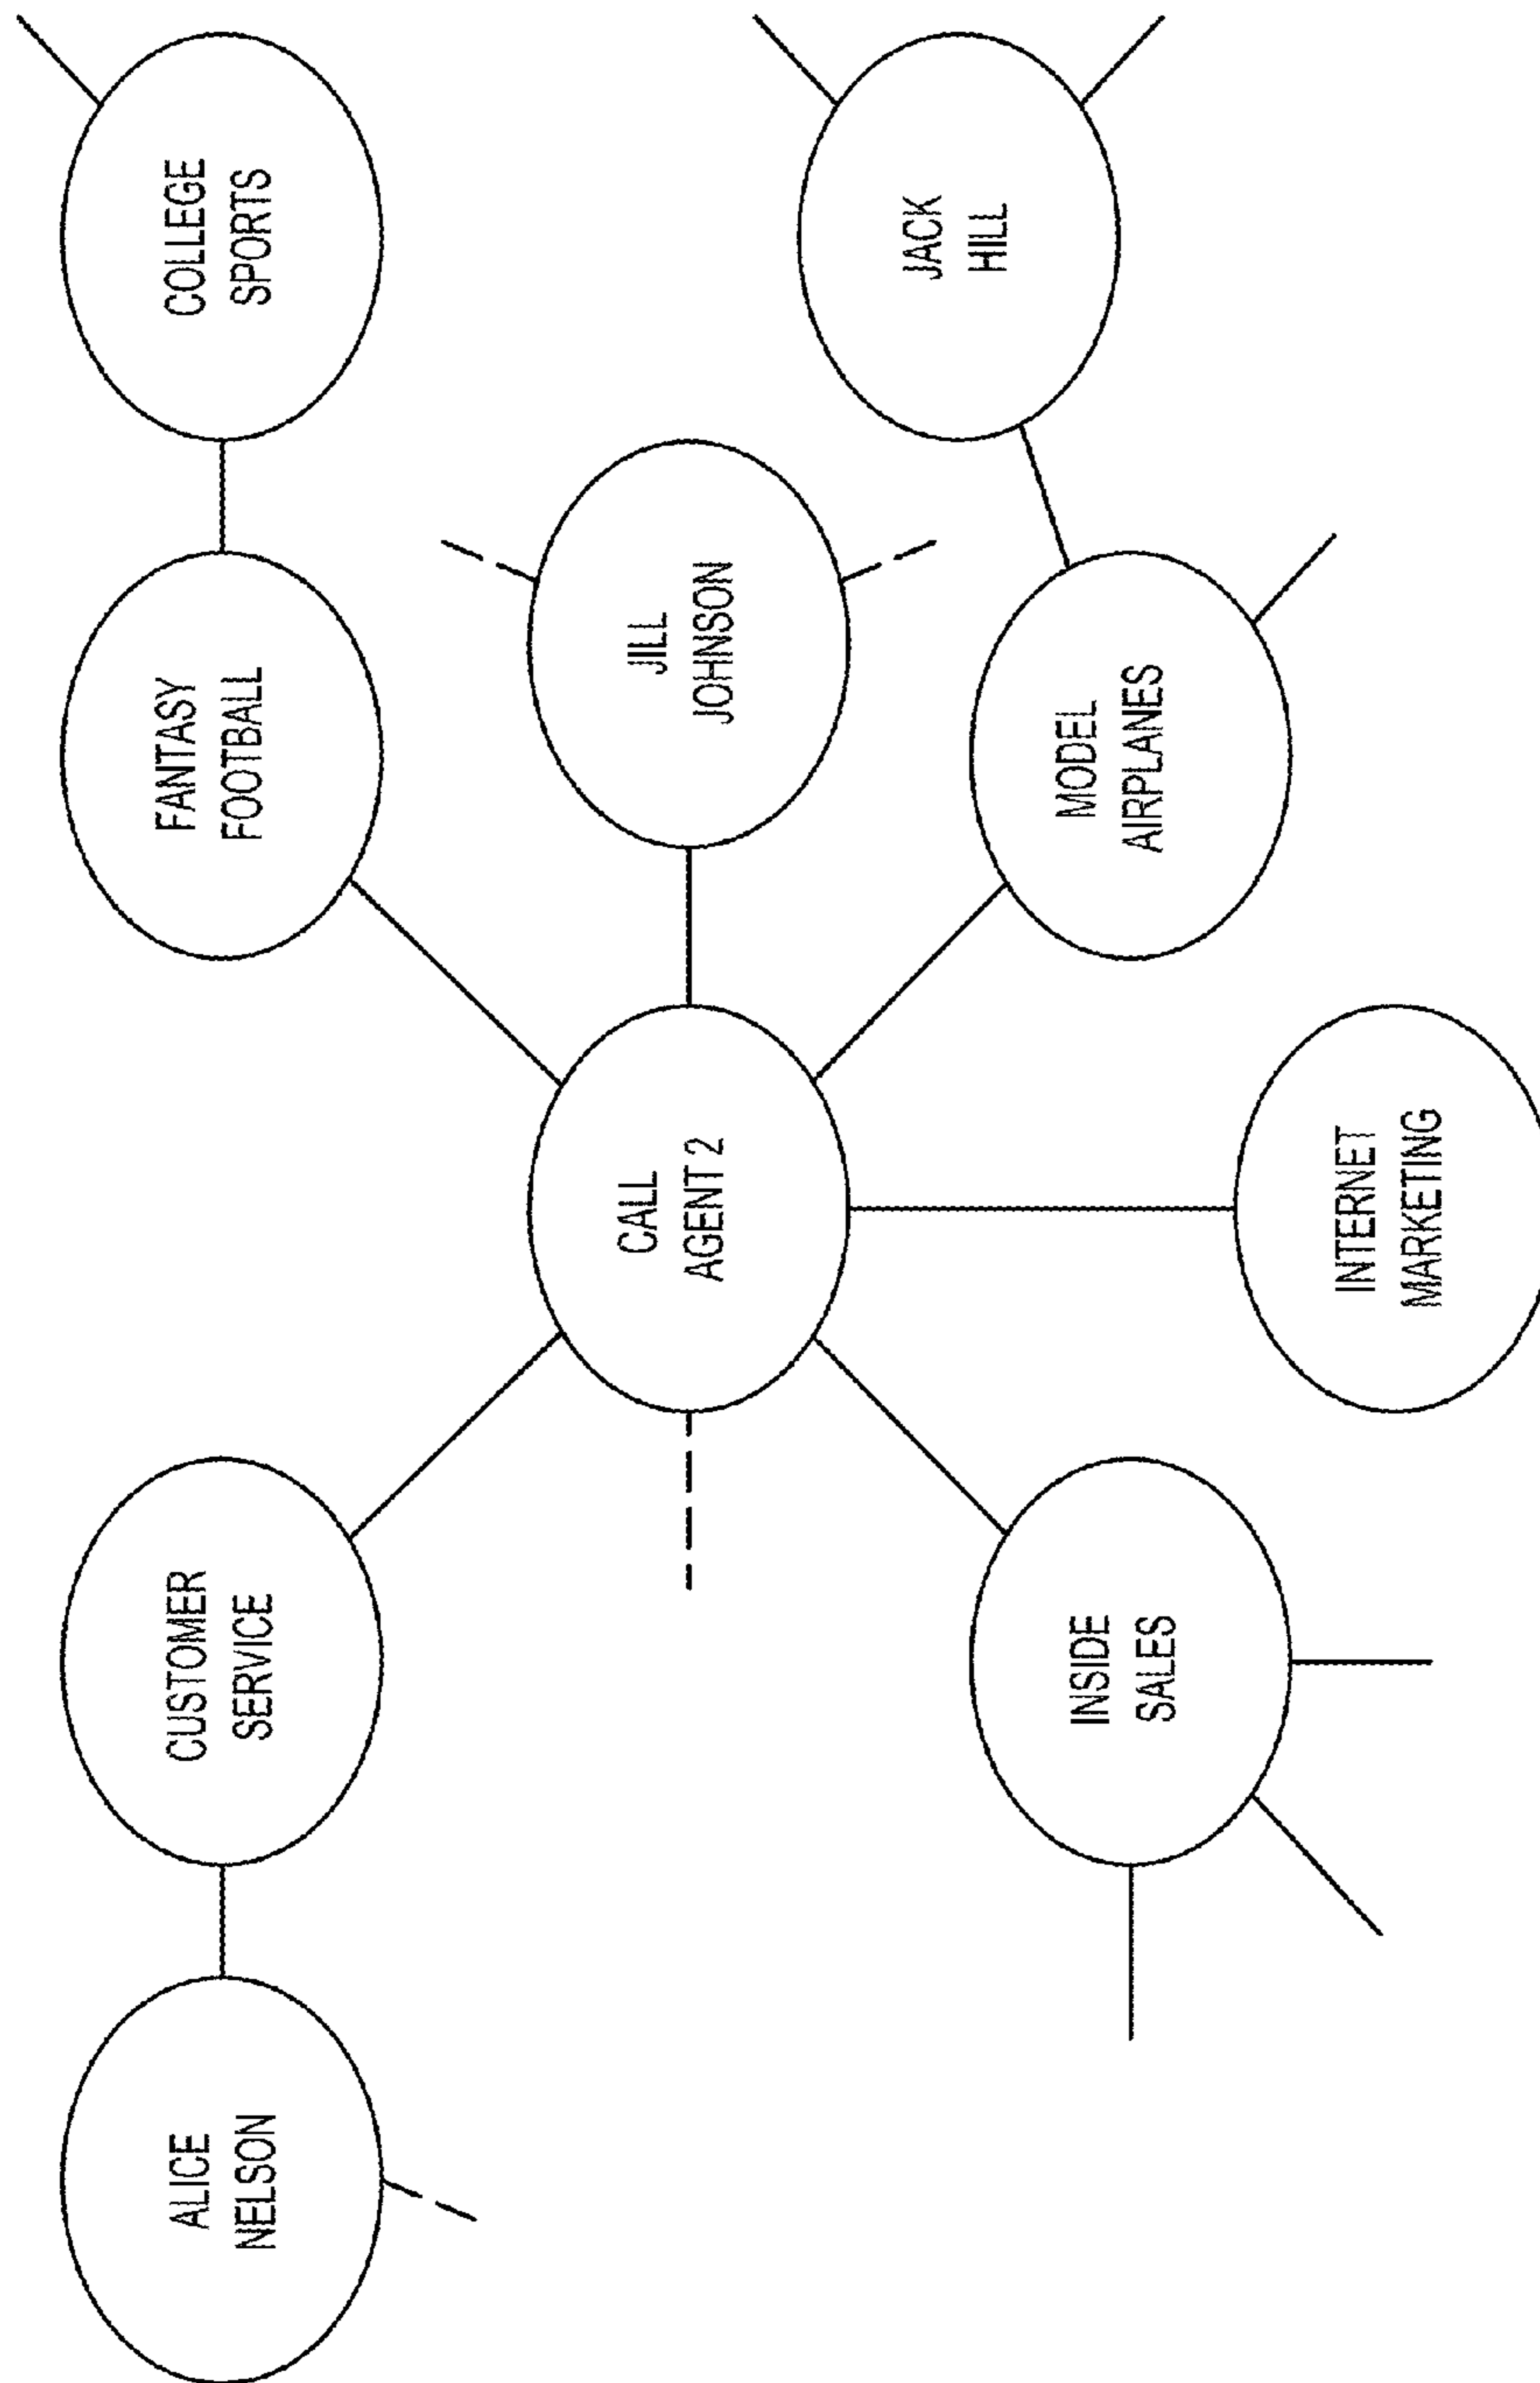 ALICE
NELSON
CUSTOMER
SERVICE
FANTASY
FOOTBALL
COLLEGE
SPORTS
CALL
AGENT 2
JILL
JOHNSON
INSIDE
SALES
MODEL
AIRPLANES
JACK
HILL
INTERNET
MARKETING